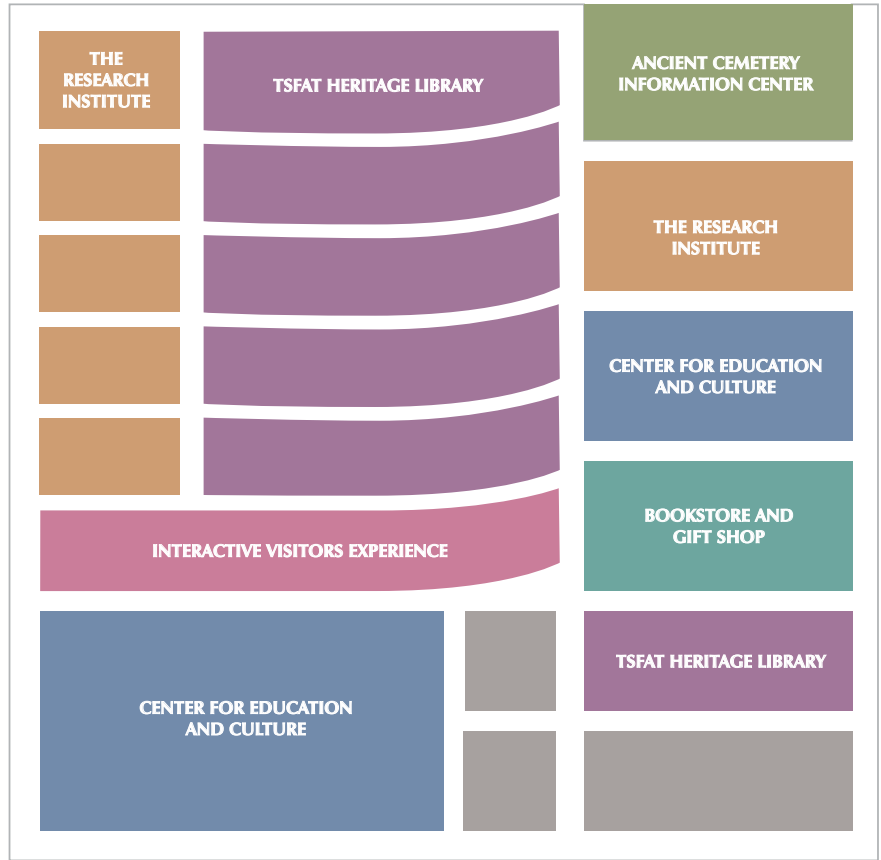 THE
RESEARCH
INSTITUTE
TSFAT HERITAGE LIBRARY
ANCIENT CEMETERY
INFORMATION CENTER
THE RESEARCH
INSTITUTE
CENTER FOR EDUCATION
AND CULTURE
BOOKSTORE AND
GIFT SHOP
INTERACTIVE VISITORS EXPERIENCE
CENTER FOR EDUCATION
AND CULTURE
TSFAT HERITAGE LIBRARY